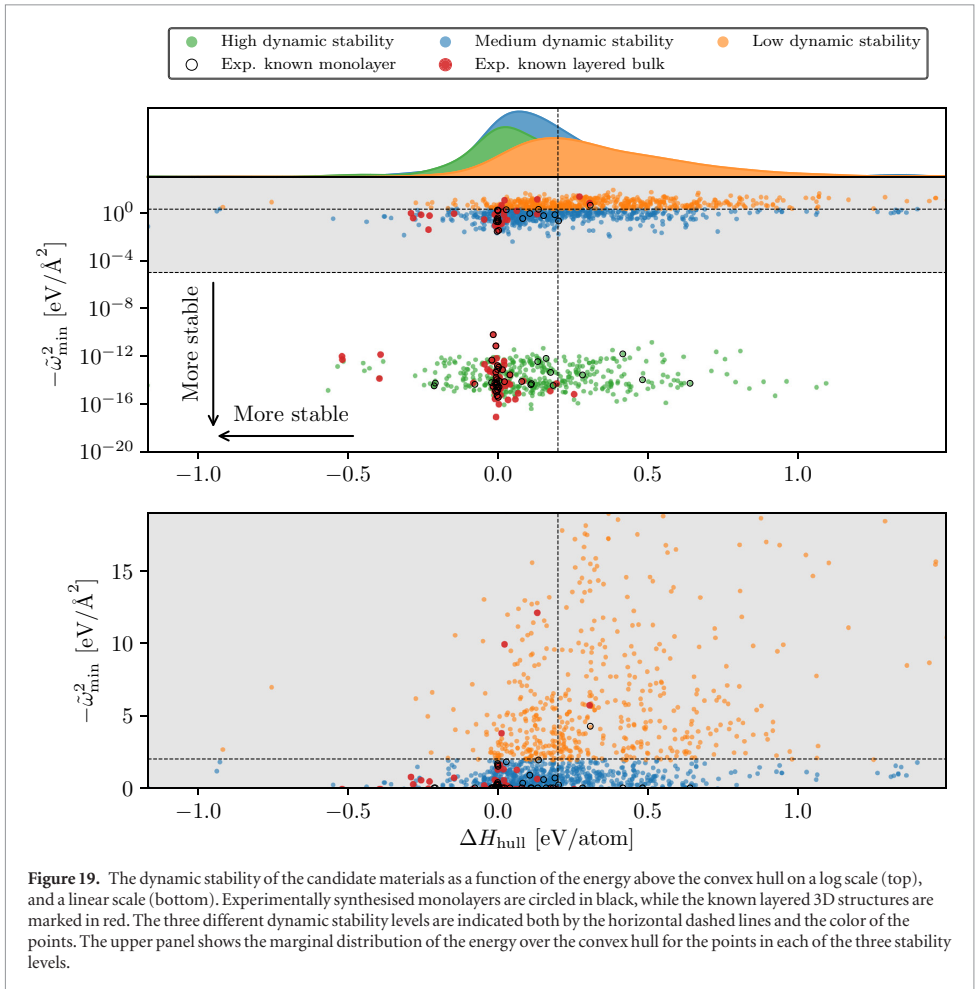 High dynamic stability Medium dynamic stability Low dynamic stability
Exp. known monolayer Exp. known layered bulk
10⁰
10⁻⁴
10⁻⁸
10⁻¹²
10⁻¹⁶
10⁻²⁰
−ω̃²min [eV/Å²]
More stable
More stable
−1.0 −0.5 0.0 0.5 1.0
15
10
5
0
−ω̃²min [eV/Å²]
−1.0 −0.5 0.0 0.5 1.0
ΔHhull [eV/atom]
Figure 19. The dynamic stability of the candidate materials as a function of the energy above the convex hull on a log scale (top),
and a linear scale (bottom). Experimentally synthesised monolayers are circled in black, while the known layered 3D structures are
marked in red. The three different dynamic stability levels are indicated both by the horizontal dashed lines and the color of the
points. The upper panel shows the marginal distribution of the energy over the convex hull for the points in each of the three stability
levels.